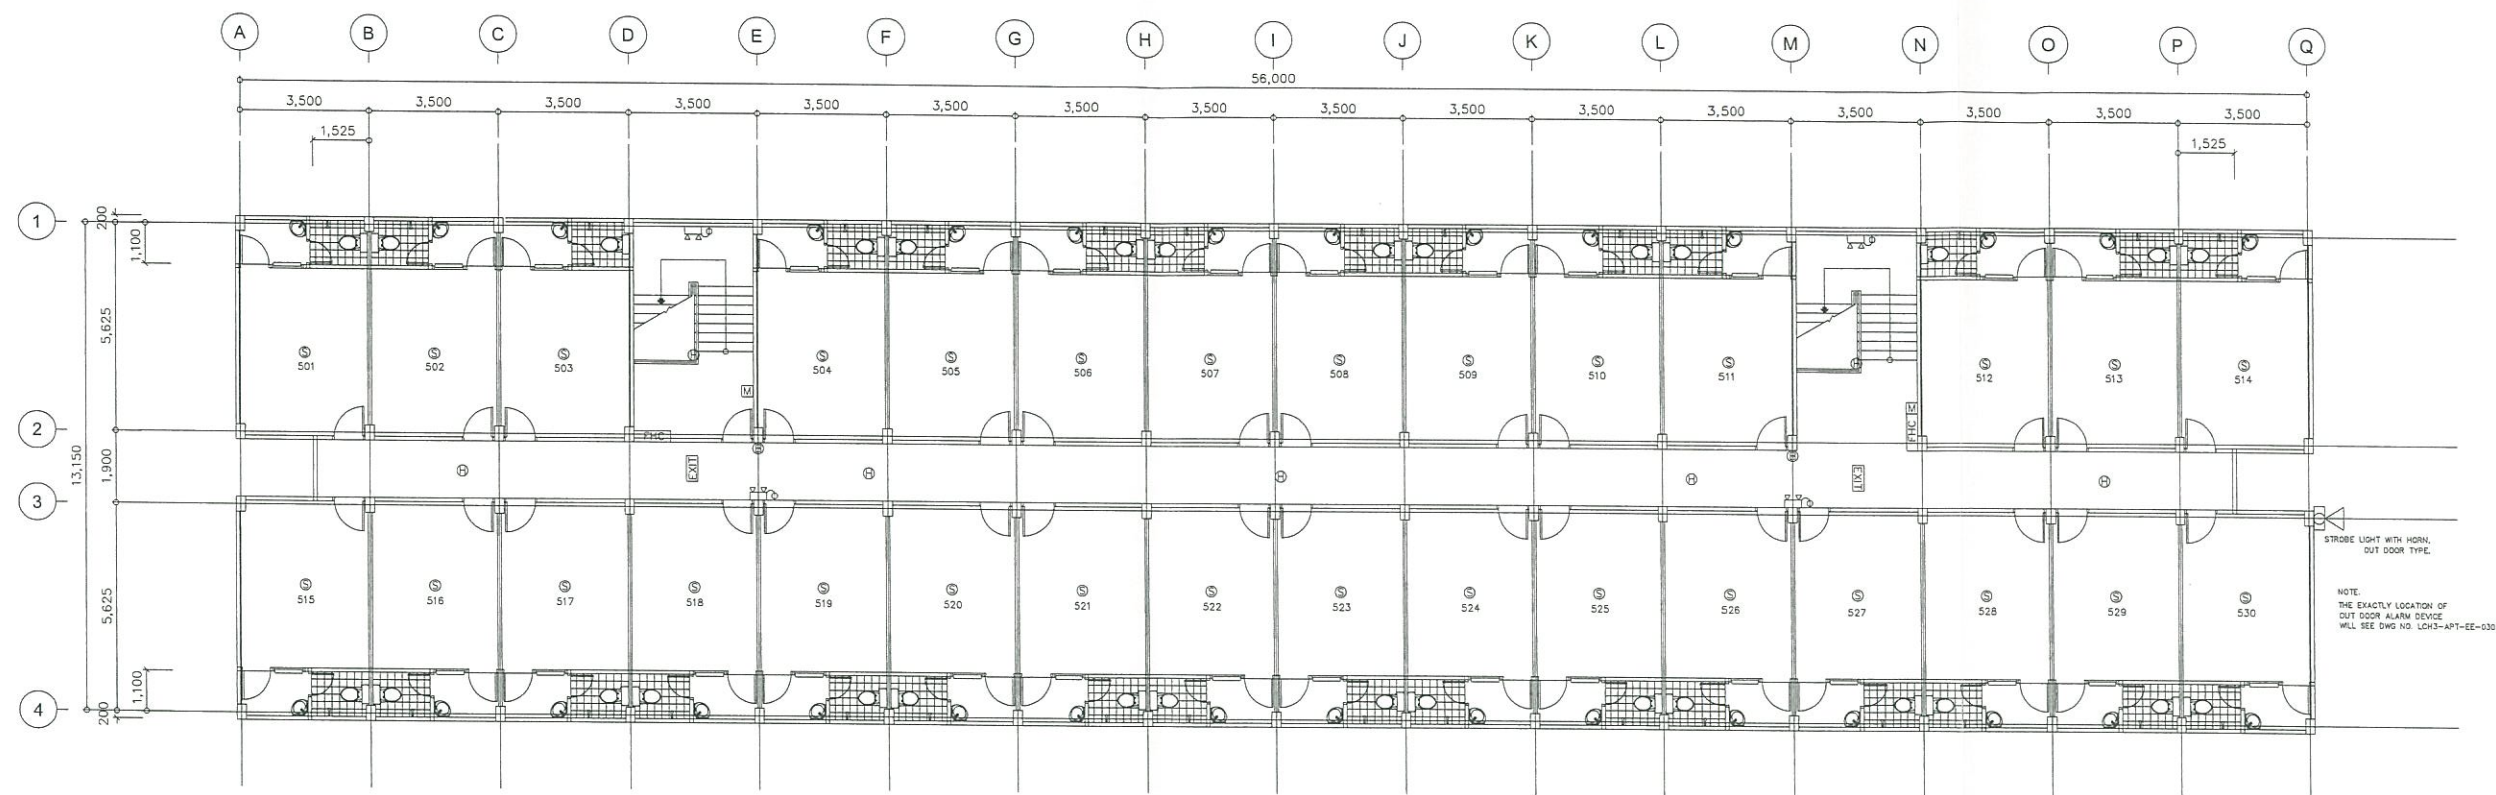 A B C D E F G H I J K L M N O P Q
56,000
3,500 3,500 3,500 3,500 3,500 3,500 3,500 3,500 3,500 3,500 3,500 3,500 3,500 3,500 3,500 3,500
1,525 1,525
1
200
1,100
5,625
S S S S S S S S S S S S S S
501 502 503 504 505 506 507 508 509 510 511 512 513 514
H H
M M
2
FHC FHC
H H
13,150
1,900
H EXIT H H H EXIT H
3
STROBE LIGHT WITH HORN,
OUT DOOR TYPE.
S S S S S S S S S S S S S S S S
515 516 517 518 519 520 521 522 523 524 525 526 527 528 529 530
NOTE.
THE EXACTLY LOCATION OF
OUT DOOR ALARM DEVICE
WILL SEE DWG NO. LCH3-APT-EE-030
5,625
1,100
200
4